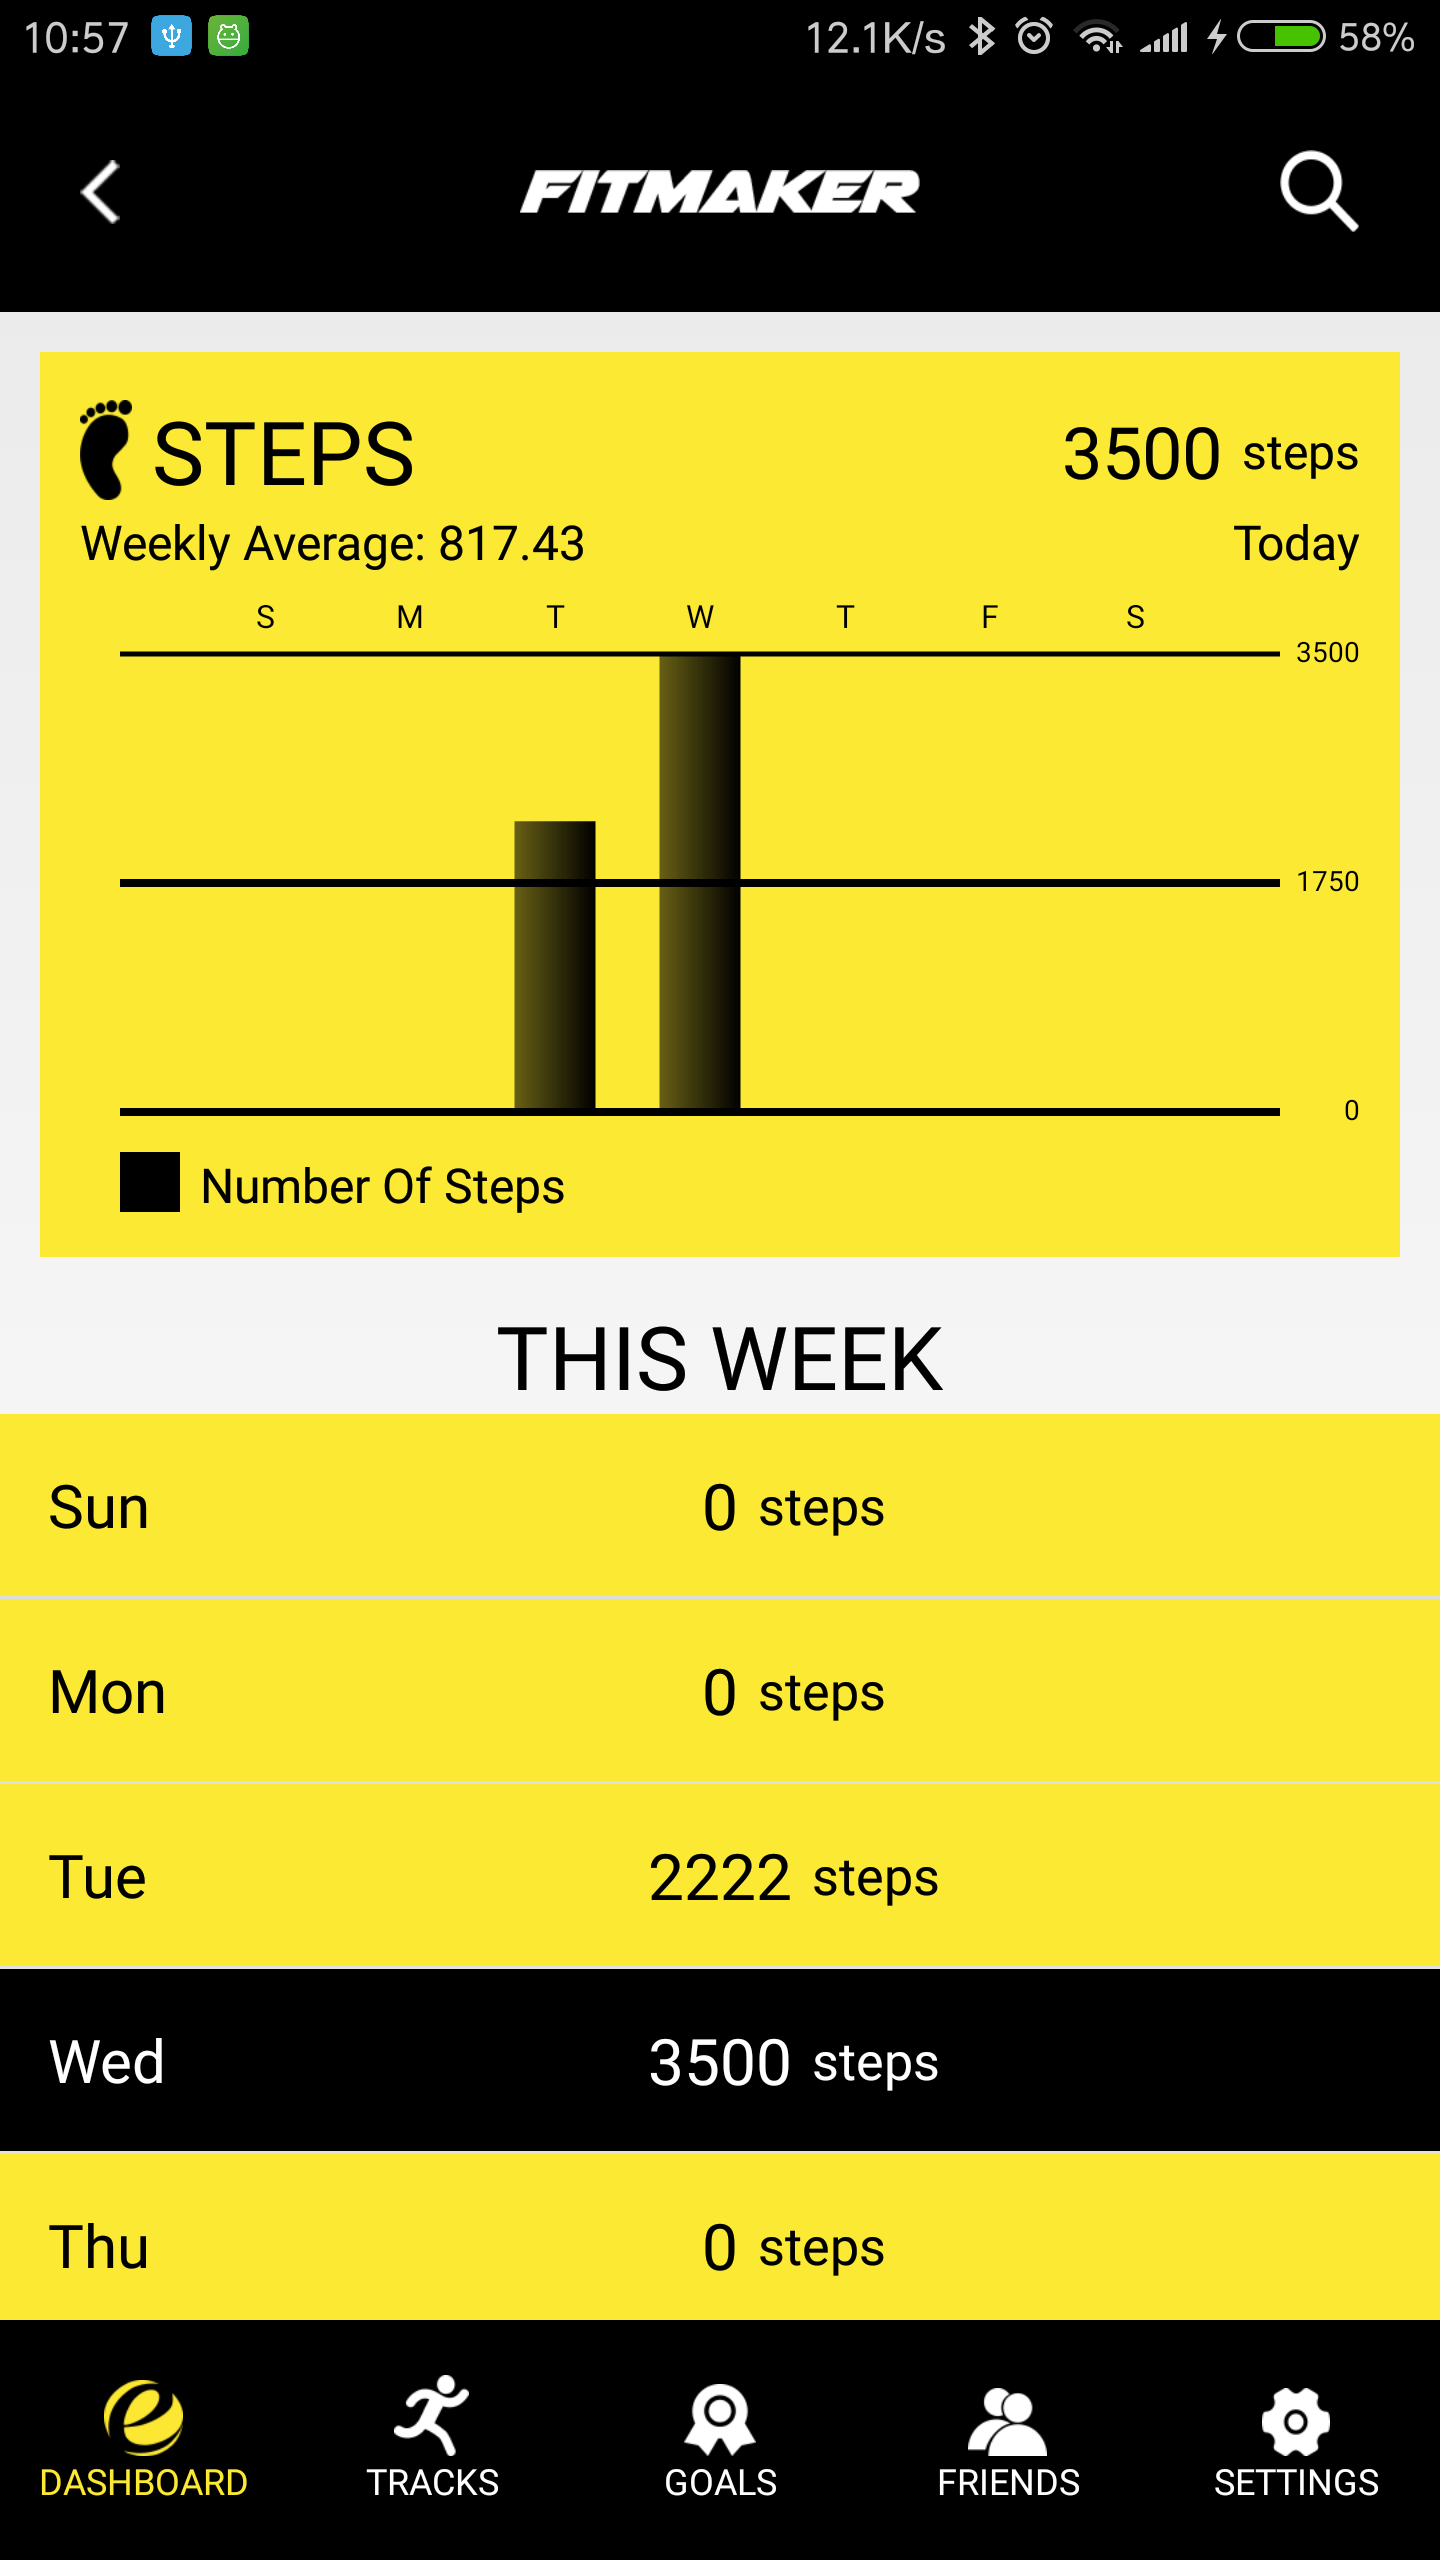 10:57 12.1K/s 58%
FITMAKER
STEPS 3500 steps
Weekly Average: 817.43 Today
S M T W T F S
3500
1750
0
Number Of Steps
THIS WEEK
Sun 0 steps
Mon 0 steps
Tue 2222 steps
Wed 3500 steps
Thu 0 steps
DASHBOARD TRACKS GOALS FRIENDS SETTINGS